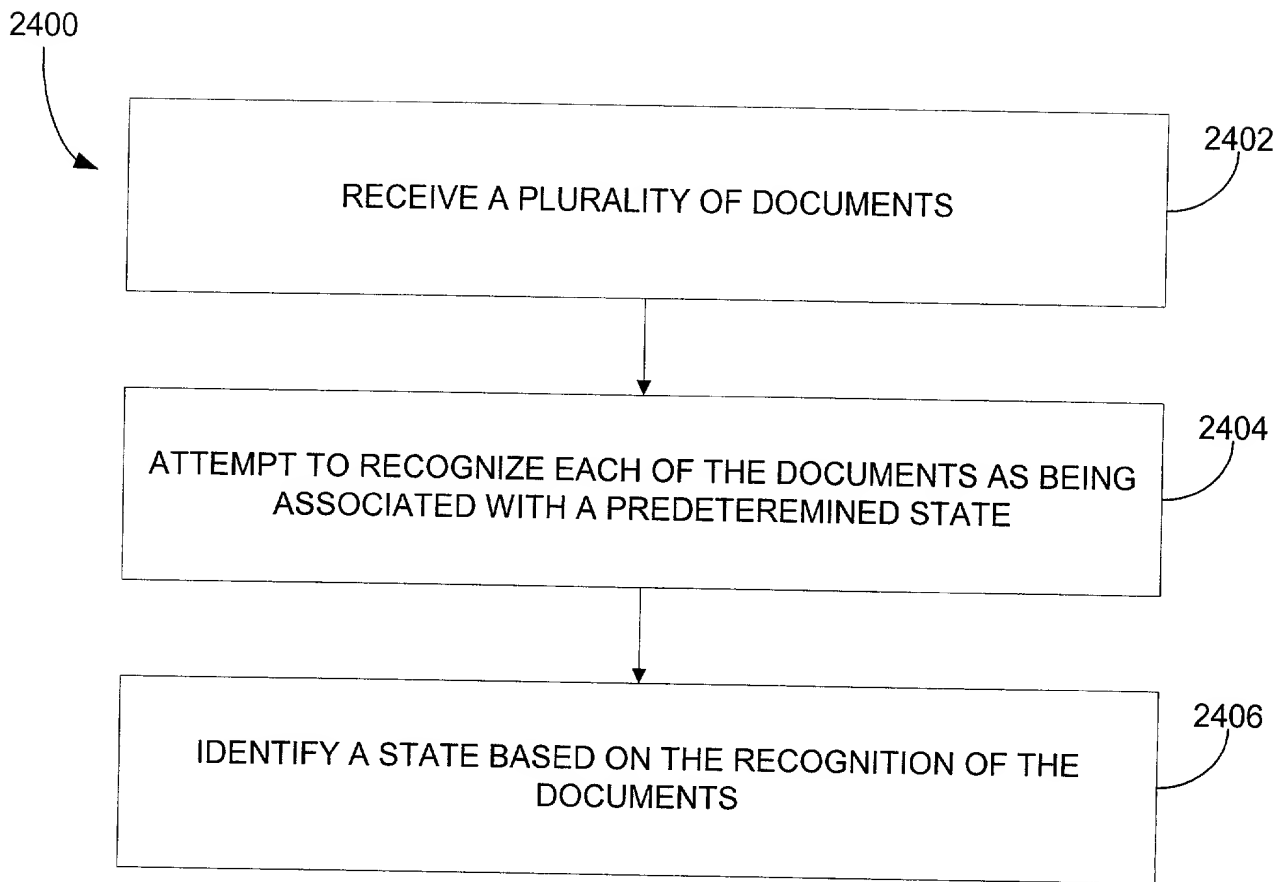 2400
2402
RECEIVE A PLURALITY OF DOCUMENTS
2404
ATTEMPT TO RECOGNIZE EACH OF THE DOCUMENTS AS BEING
ASSOCIATED WITH A PREDETEREMINED STATE
2406
IDENTIFY A STATE BASED ON THE RECOGNITION OF THE
DOCUMENTS